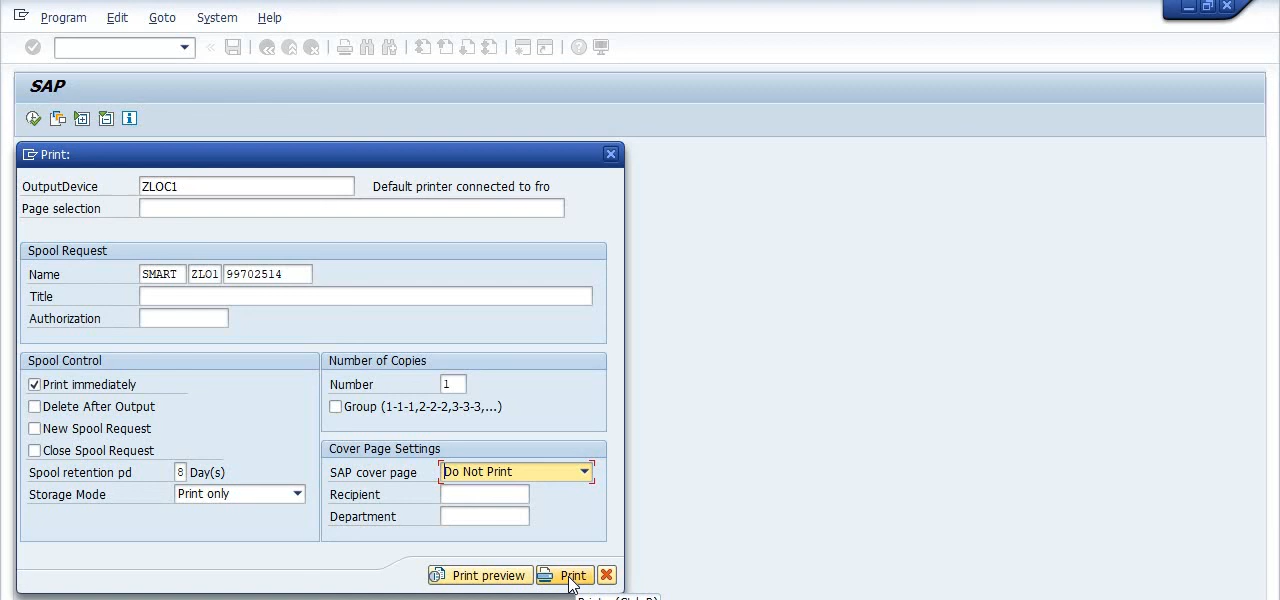 Program Edit Goto System Help
SAP
Print:
OutputDevice ZLOC1 Default printer connected to fro
Page selection
Spool Request
Name SMART ZLO1 99702514
Title
Authorization
Spool Control
Print immediately
Delete After Output
New Spool Request
Close Spool Request
Spool retention pd 8 Day(s)
Storage Mode Print only
Number of Copies
Number 1
Group (1-1-1,2-2-2,3-3-3,...)
Cover Page Settings
SAP cover page Do Not Print
Recipient
Department
Print preview Print